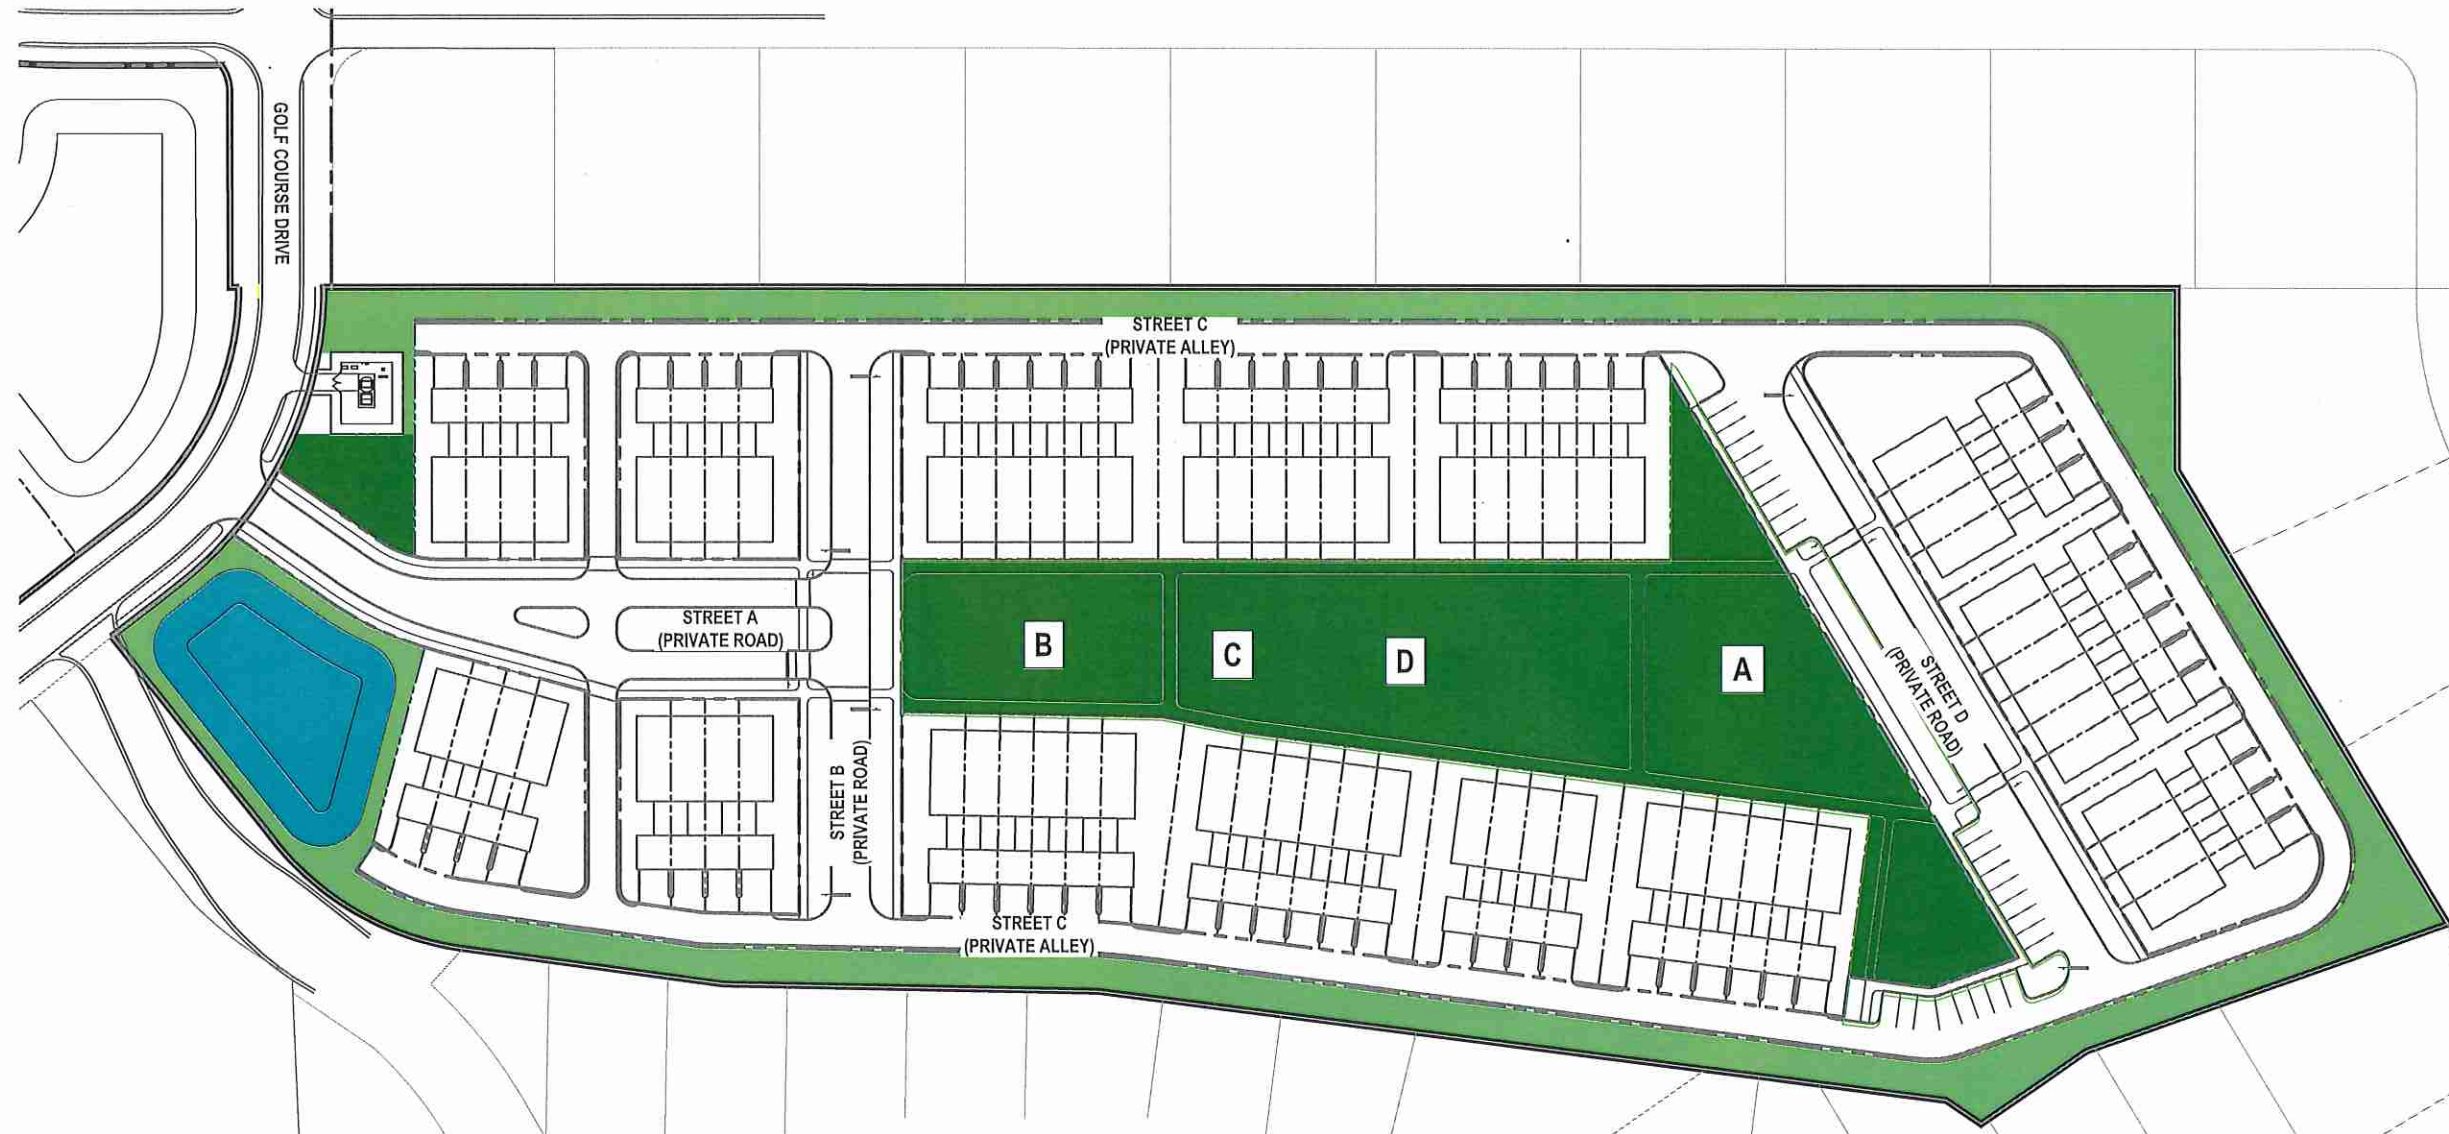 GOLF COURSE DRIVE
STREET C
(PRIVATE ALLEY)
STREET A
(PRIVATE ROAD)
B
C
D
A
STREET D
(PRIVATE ROAD)
STREET B
(PRIVATE ROAD)
STREET C
(PRIVATE ALLEY)